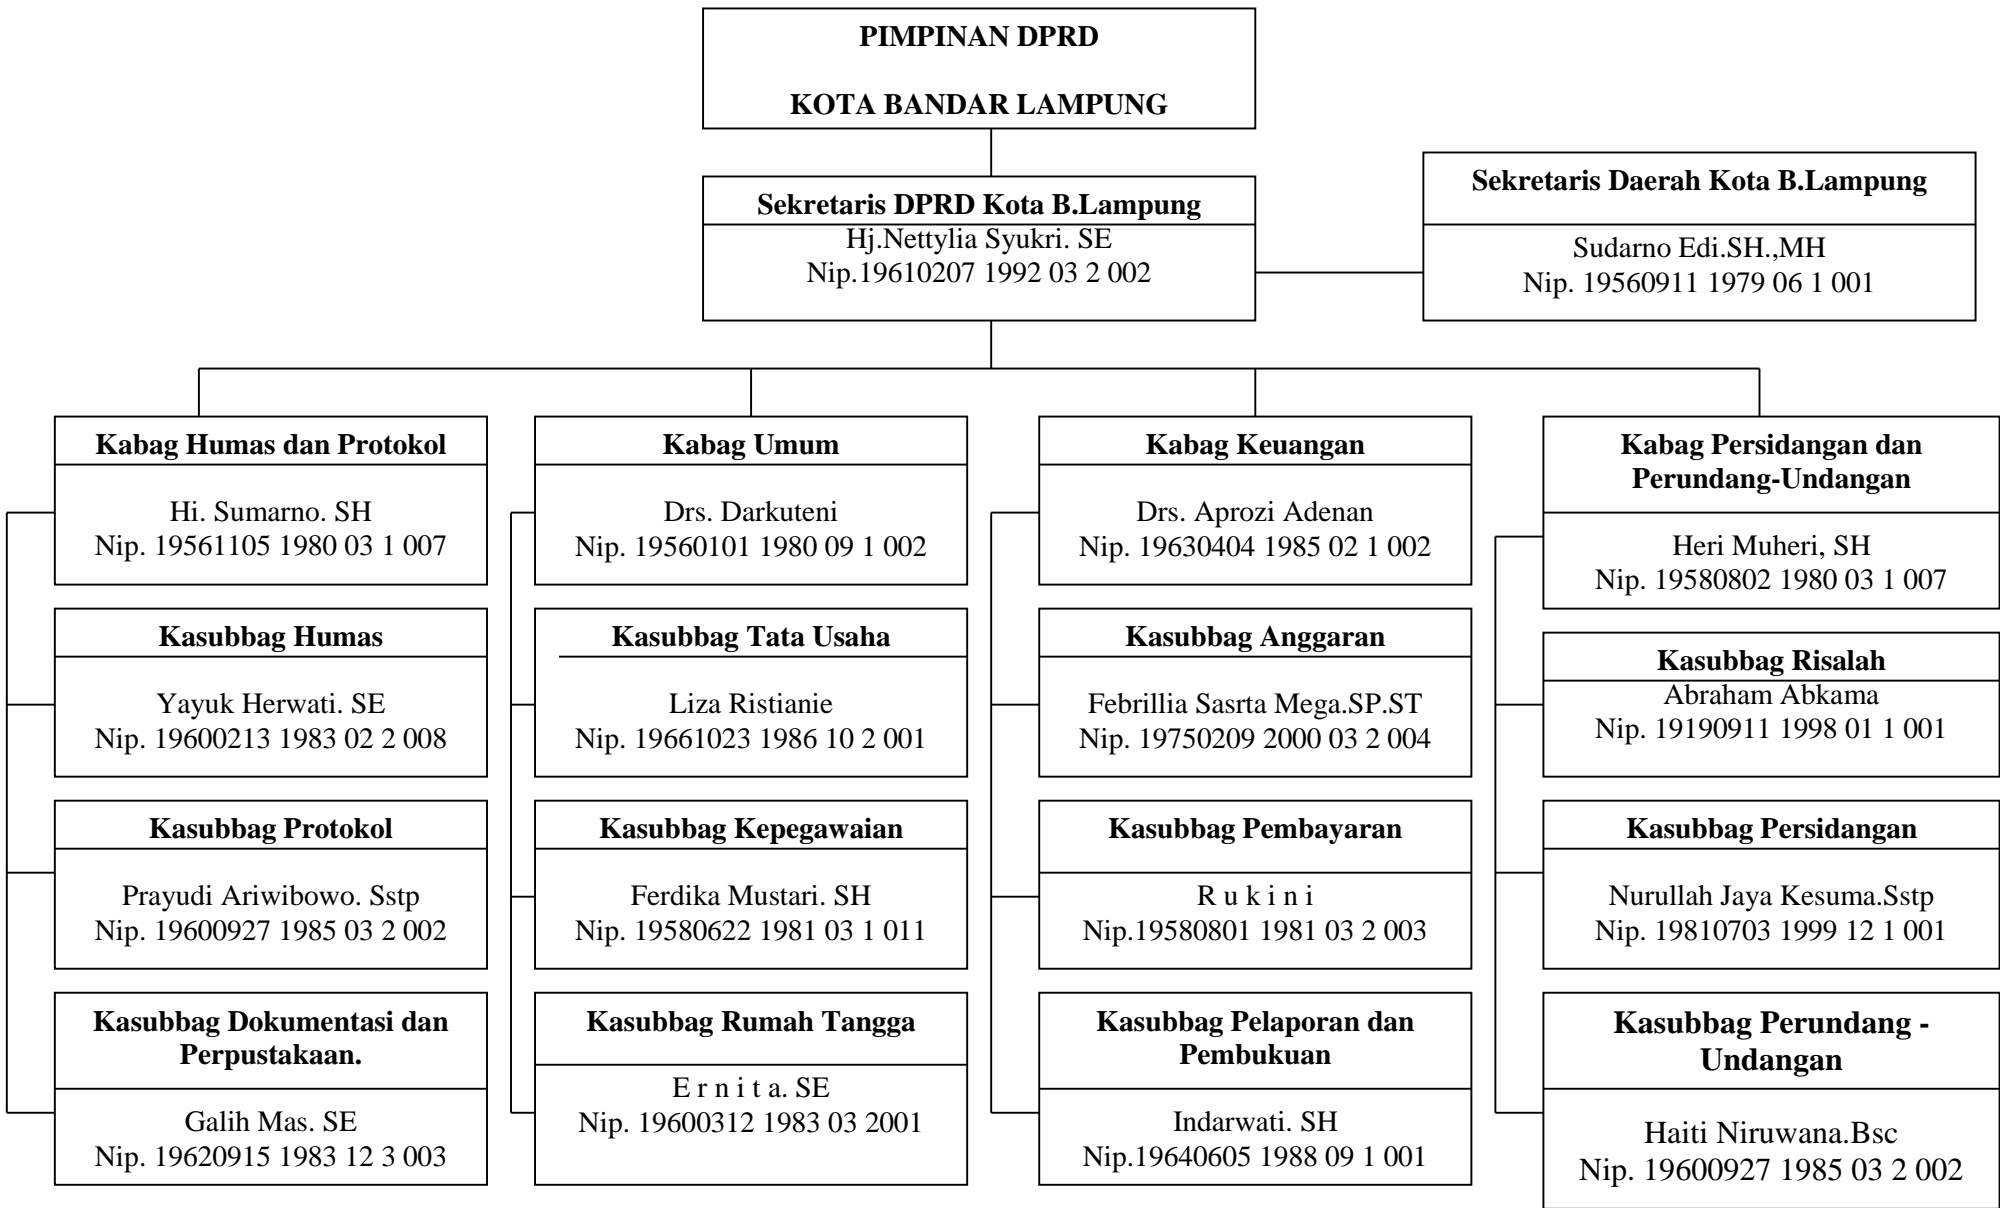 PIMPINAN DPRD
KOTA BANDAR LAMPUNG
Sekretaris DPRD Kota B.Lampung
Hj.Nettylia Syukri. SE
Nip.19610207 1992 03 2 002
Sekretaris Daerah Kota B.Lampung
Sudarno Edi.SH.,MH
Nip. 19560911 1979 06 1 001
Kabag Humas dan Protokol
Hi. Sumarno. SH
Nip. 19561105 1980 03 1 007
Kasubbag Humas
Yayuk Herwati. SE
Nip. 19600213 1983 02 2 008
Kasubbag Protokol
Prayudi Ariwibowo. Sstp
Nip. 19600927 1985 03 2 002
Kasubbag Dokumentasi dan
Perpustakaan.
Galih Mas. SE
Nip. 19620915 1983 12 3 003
Kabag Umum
Drs. Darkuteni
Nip. 19560101 1980 09 1 002
Kasubbag Tata Usaha
Liza Ristianie
Nip. 19661023 1986 10 2 001
Kasubbag Kepegawaian
Ferdika Mustari. SH
Nip. 19580622 1981 03 1 011
Kasubbag Rumah Tangga
E r n i t a. SE
Nip. 19600312 1983 03 2001
Kabag Keuangan
Drs. Aprozi Adenan
Nip. 19630404 1985 02 1 002
Kasubbag Anggaran
Febrillia Sasrta Mega.SP.ST
Nip. 19750209 2000 03 2 004
Kasubbag Pembayaran
R u k i n i
Nip.19580801 1981 03 2 003
Kasubbag Pelaporan dan
Pembukuan
Indarwati. SH
Nip.19640605 1988 09 1 001
Kabag Persidangan dan
Perundang-Undangan
Heri Muheri, SH
Nip. 19580802 1980 03 1 007
Kasubbag Risalah
Abraham Abkama
Nip. 19190911 1998 01 1 001
Kasubbag Persidangan
Nurullah Jaya Kesuma.Sstp
Nip. 19810703 1999 12 1 001
Kasubbag Perundang -
Undangan
Haiti Niruwana.Bsc
Nip. 19600927 1985 03 2 002